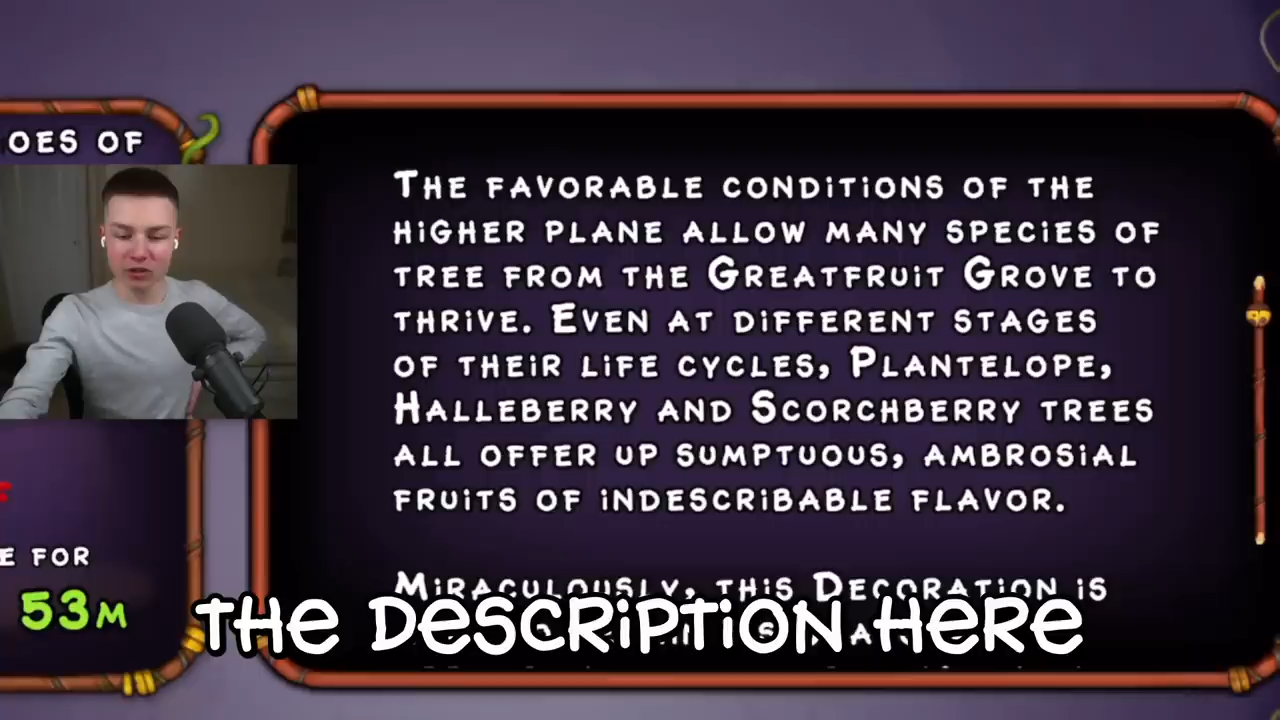 OES OF
THE FAVORABLE CONDITIONS OF THE
HIGHER PLANE ALLOW MANY SPECIES OF
TREE FROM THE GREATFRUIT GROVE TO
THRIVE. EVEN AT DIFFERENT STAGES
OF THEIR LIFE CYCLES, PLANTELOPE,
HALLEBERRY AND SCORCHBERRY TREES
ALL OFFER UP SUMPTUOUS, AMBROSIAL
FRUITS OF INDESCRIBABLE FLAVOR.
MIRACULOUSLY, THIS DECORATION IS
FOR
53M
THE DESCRIPTION HERE